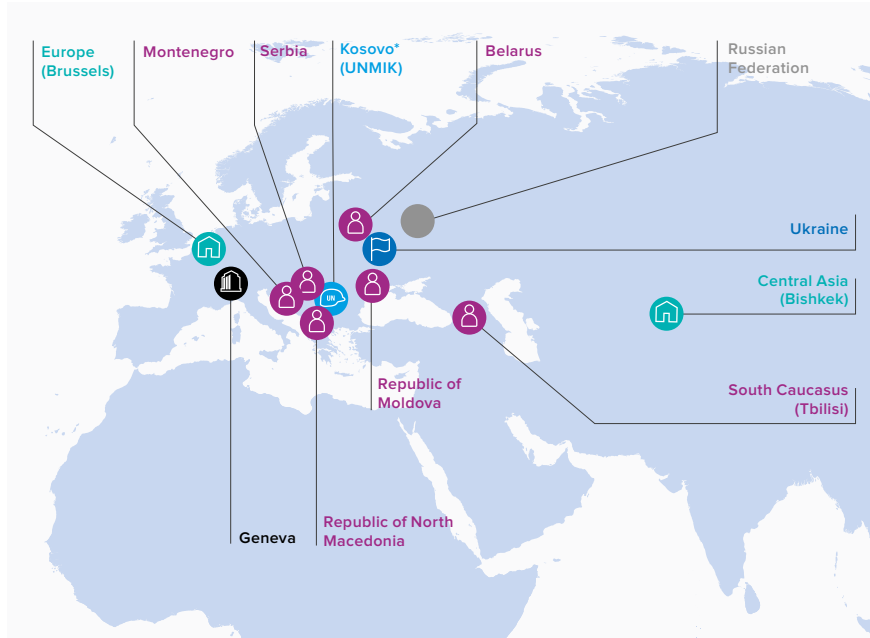 Europe
(Brussels)
Montenegro
Serbia
Kosovo*
(UNMIK)
Belarus
Russian
Federation
Ukraine
Central Asia
(Bishkek)
UN
Republic of
Moldova
South Caucasus
(Tbilisi)
Republic of North
Macedonia
Geneva